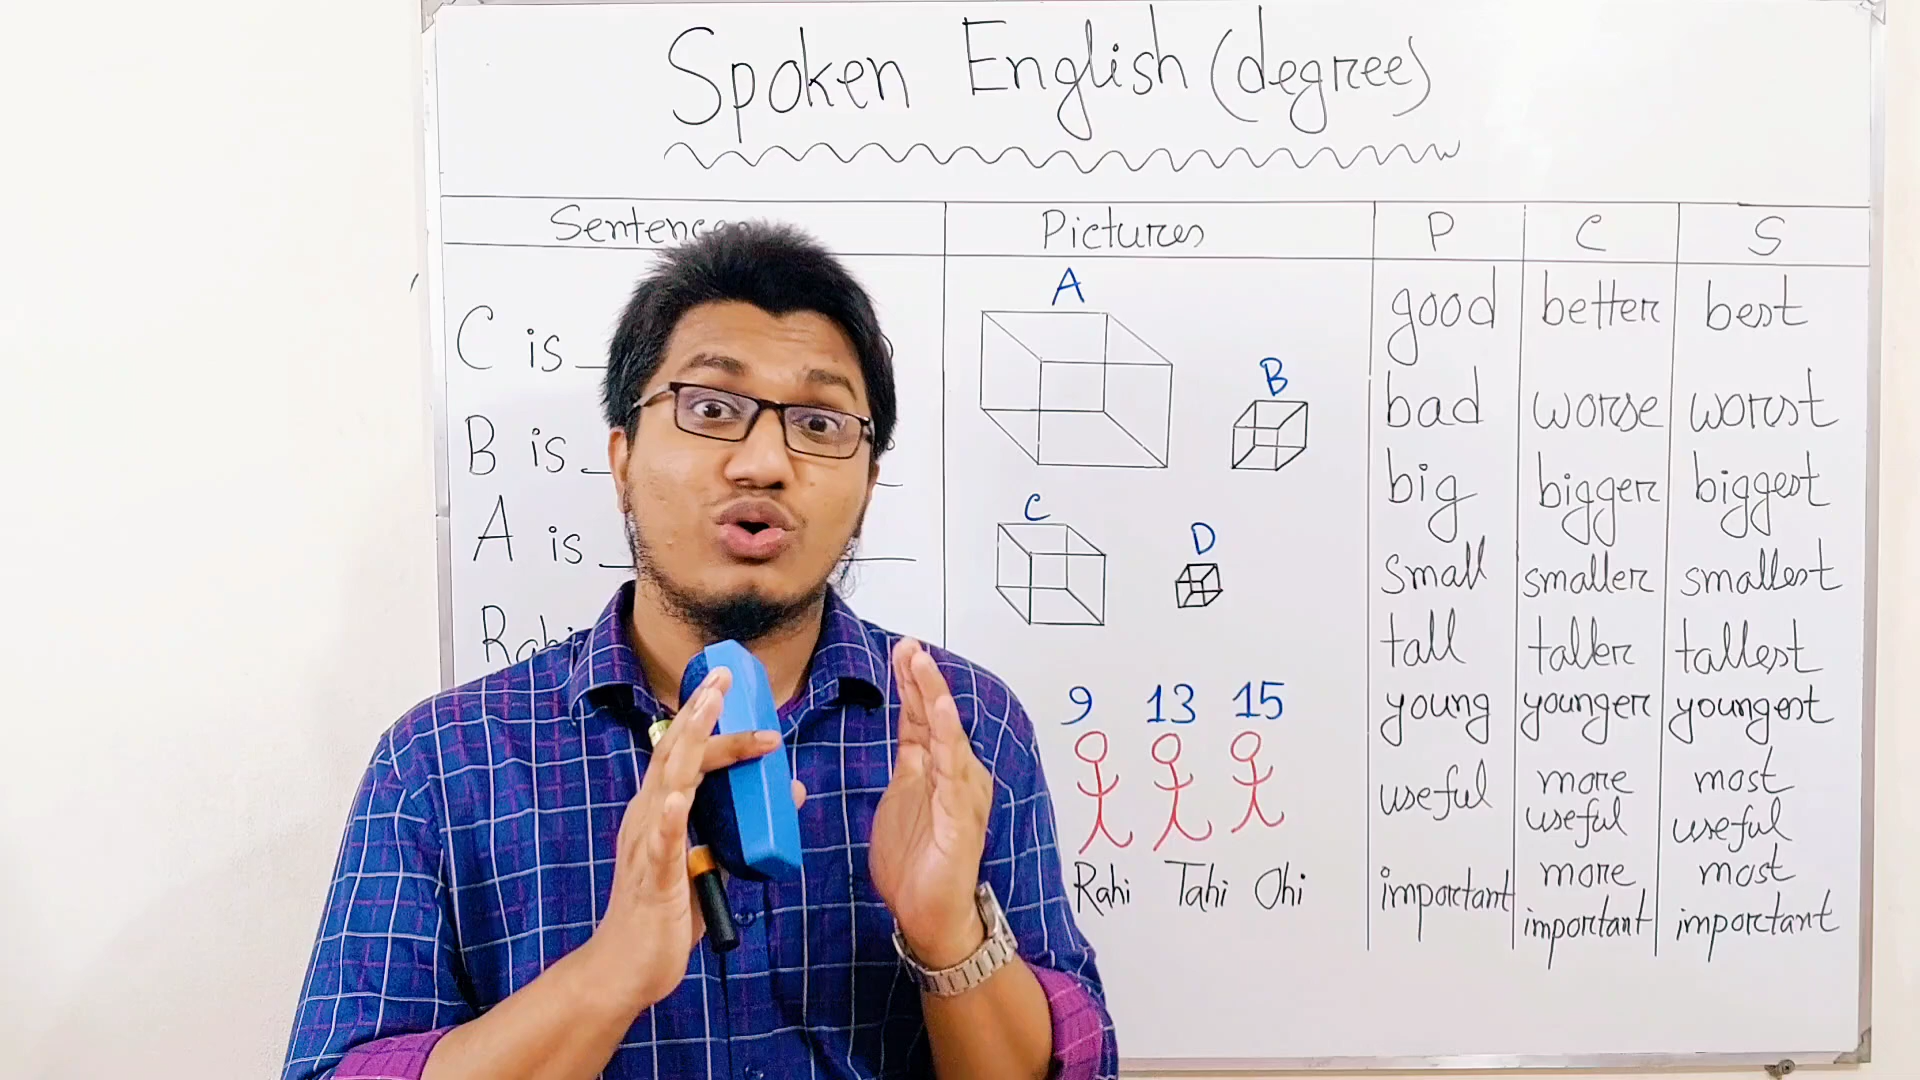 Spoken English (degree)
Pictures P C S
C is
B is
A is
A
B
C
D
9 13 15
Rahi Tahi Ohi
good better best
bad worse worst
big bigger biggest
small smaller smallest
tall taller tallest
young younger youngest
useful more useful most useful
important more important most important